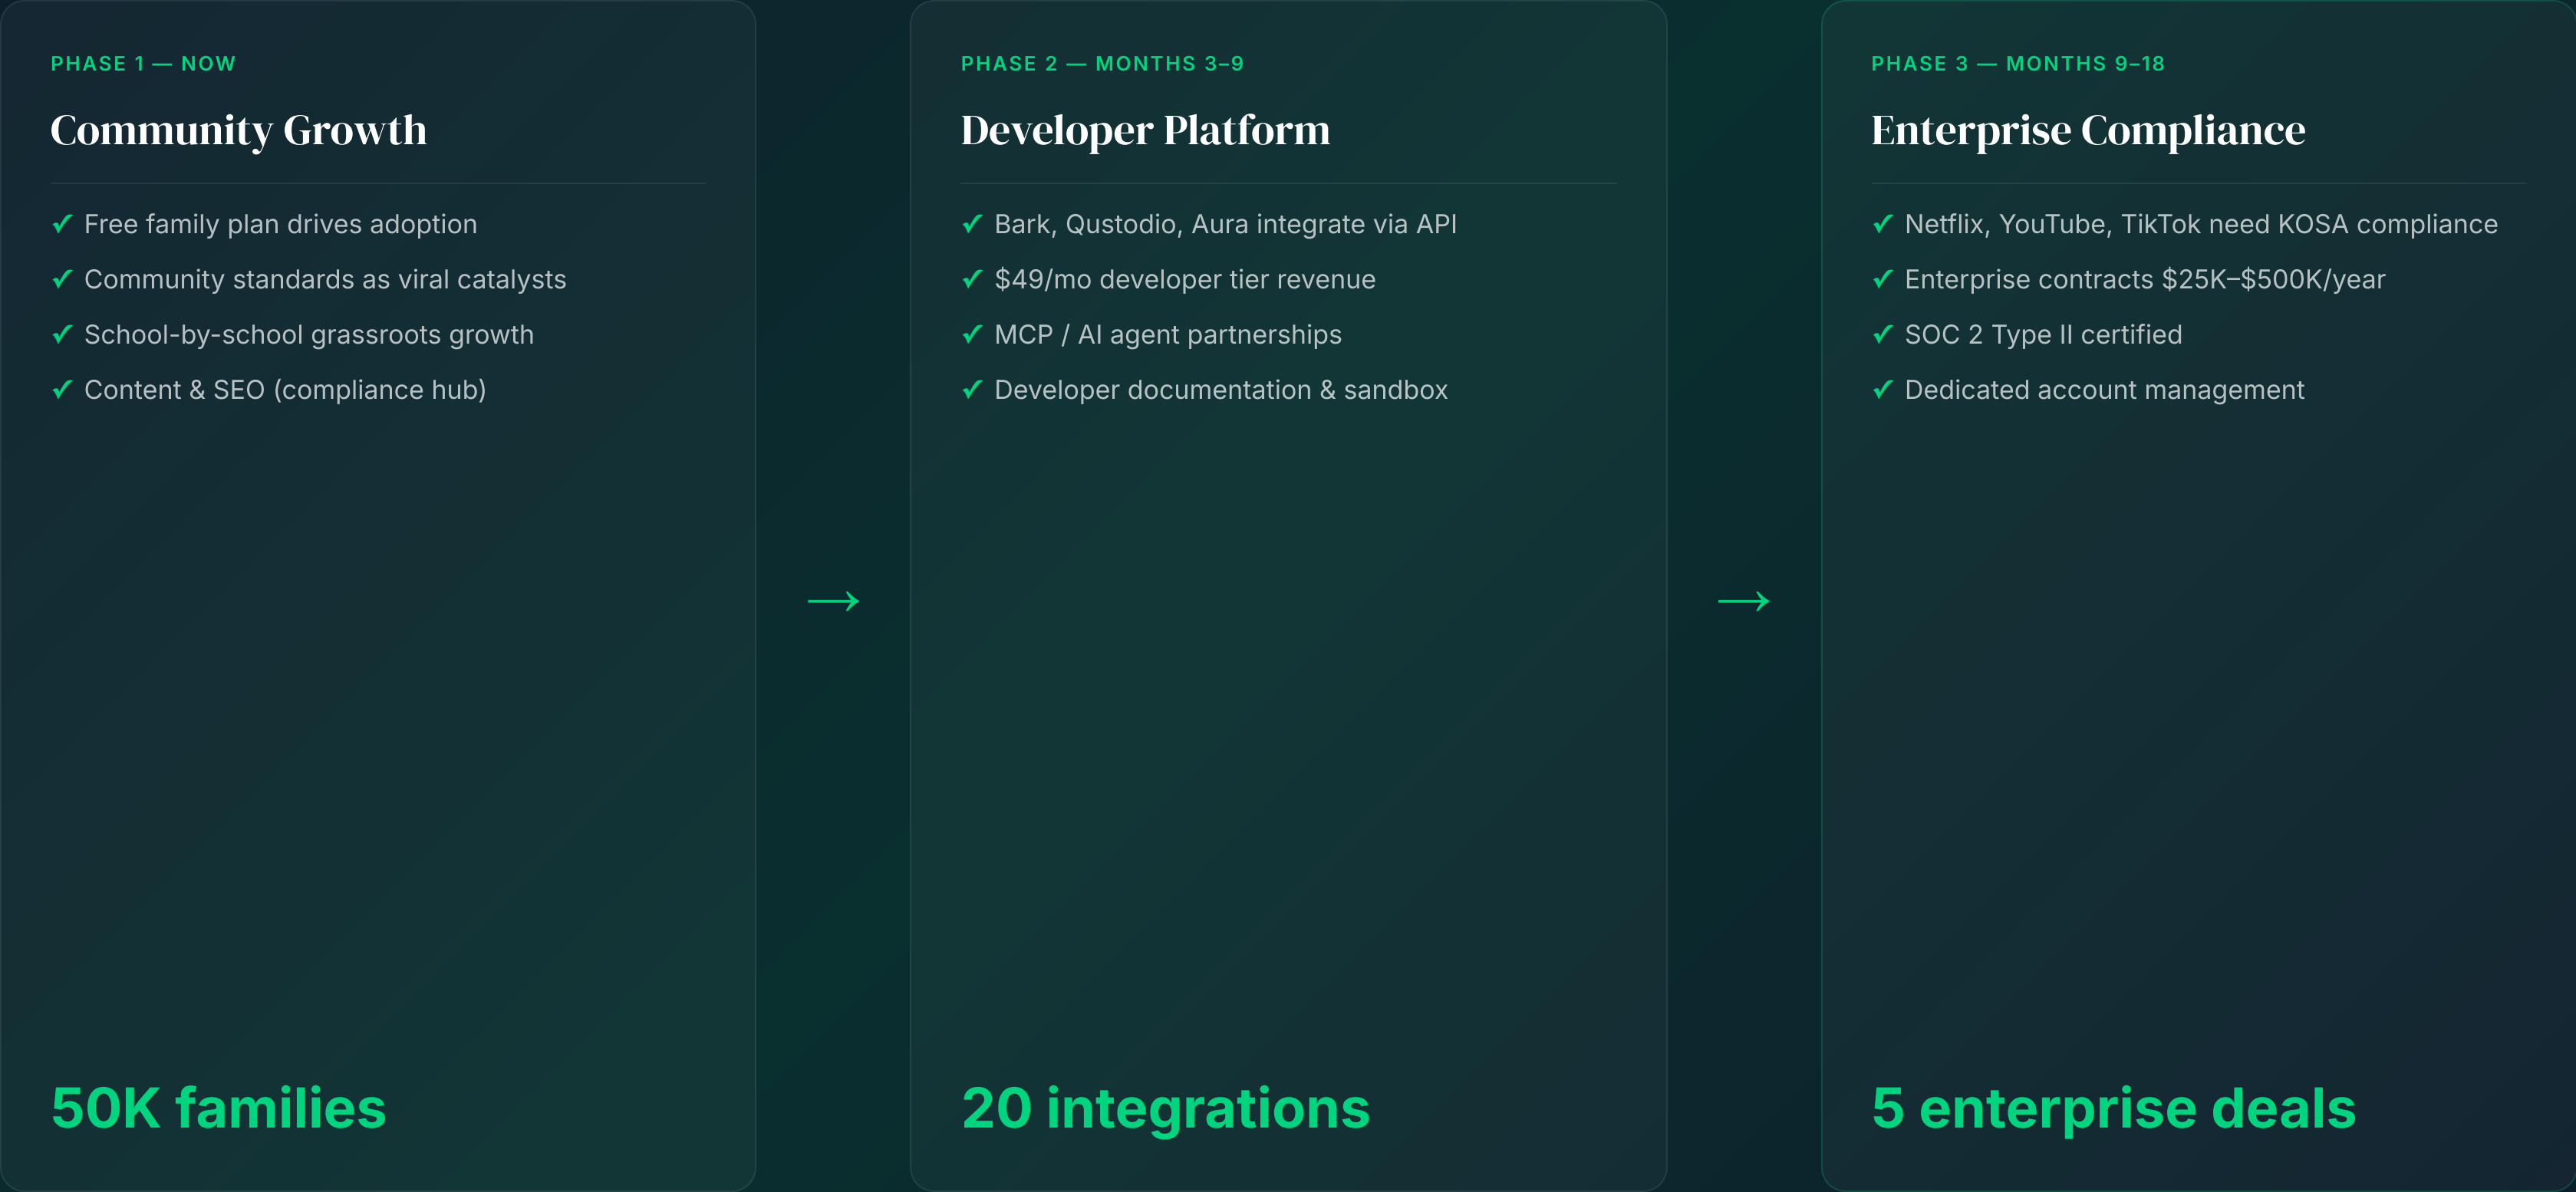 PHASE 1 — NOW
Community Growth
✓ Free family plan drives adoption
✓ Community standards as viral catalysts
✓ School-by-school grassroots growth
✓ Content & SEO (compliance hub)
50K families
→
PHASE 2 — MONTHS 3–9
Developer Platform
✓ Bark, Qustodio, Aura integrate via API
✓ $49/mo developer tier revenue
✓ MCP / AI agent partnerships
✓ Developer documentation & sandbox
20 integrations
→
PHASE 3 — MONTHS 9–18
Enterprise Compliance
✓ Netflix, YouTube, TikTok need KOSA compliance
✓ Enterprise contracts $25K–$500K/year
✓ SOC 2 Type II certified
✓ Dedicated account management
5 enterprise deals